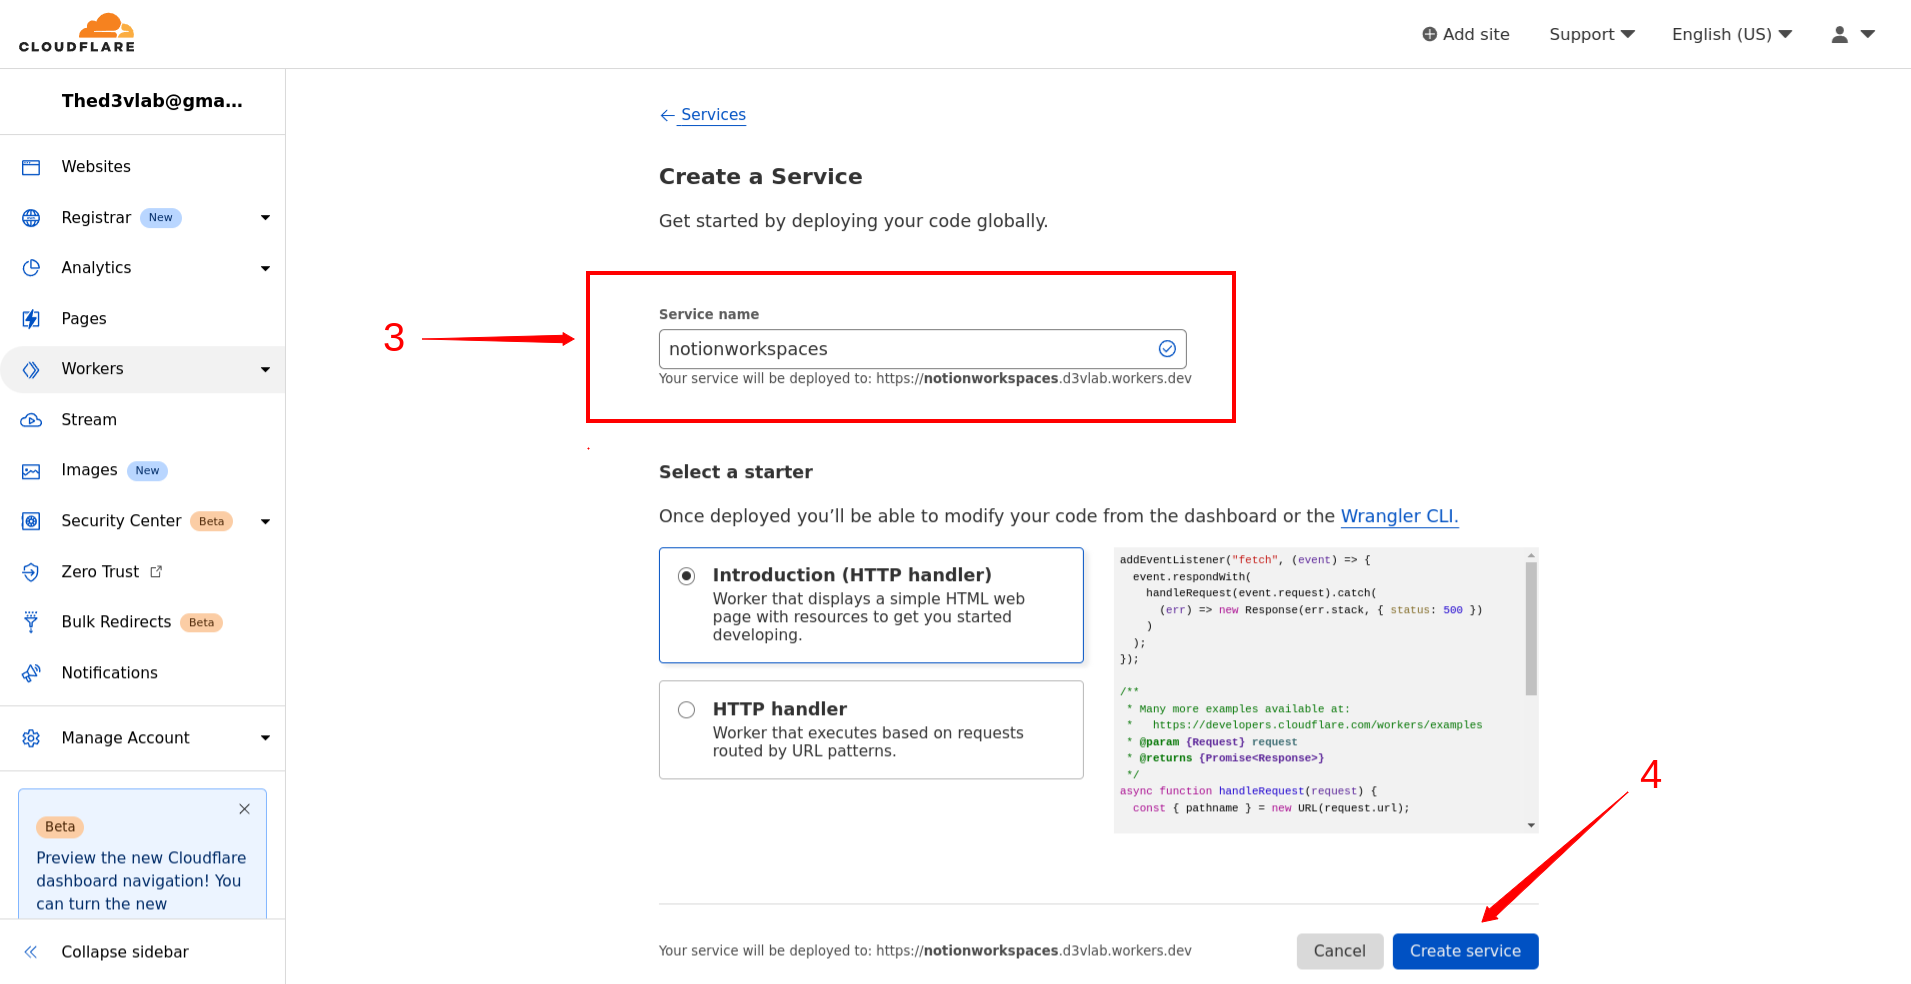 CLOUDFLARE
Add site
Support
English (US)
Thed3vlab@gma...
Websites
Registrar New
Analytics
Pages
Workers
Stream
Images New
Security Center Beta
Zero Trust
Bulk Redirects Beta
Notifications
Manage Account
Beta
Preview the new Cloudflare
dashboard navigation! You
can turn the new
Collapse sidebar
← Services
Create a Service
Get started by deploying your code globally.
3
Service name
notionworkspaces
Your service will be deployed to: https://notionworkspaces.d3vlab.workers.dev
Select a starter
Once deployed you’ll be able to modify your code from the dashboard or the Wrangler CLI.
Introduction (HTTP handler)
Worker that displays a simple HTML web
page with resources to get you started
developing.
HTTP handler
Worker that executes based on requests
routed by URL patterns.
addEventListener("fetch", (event) => {
  event.respondWith(
    handleRequest(event.request).catch(
      (err) => new Response(err.stack, { status: 500 })
    )
  );
});
/**
 * Many more examples available at:
 *   https://developers.cloudflare.com/workers/examples
 * @param {Request} request
 * @returns {Promise<Response>}
 */
async function handleRequest(request) {
  const { pathname } = new URL(request.url);
4
Your service will be deployed to: https://notionworkspaces.d3vlab.workers.dev
Cancel
Create service